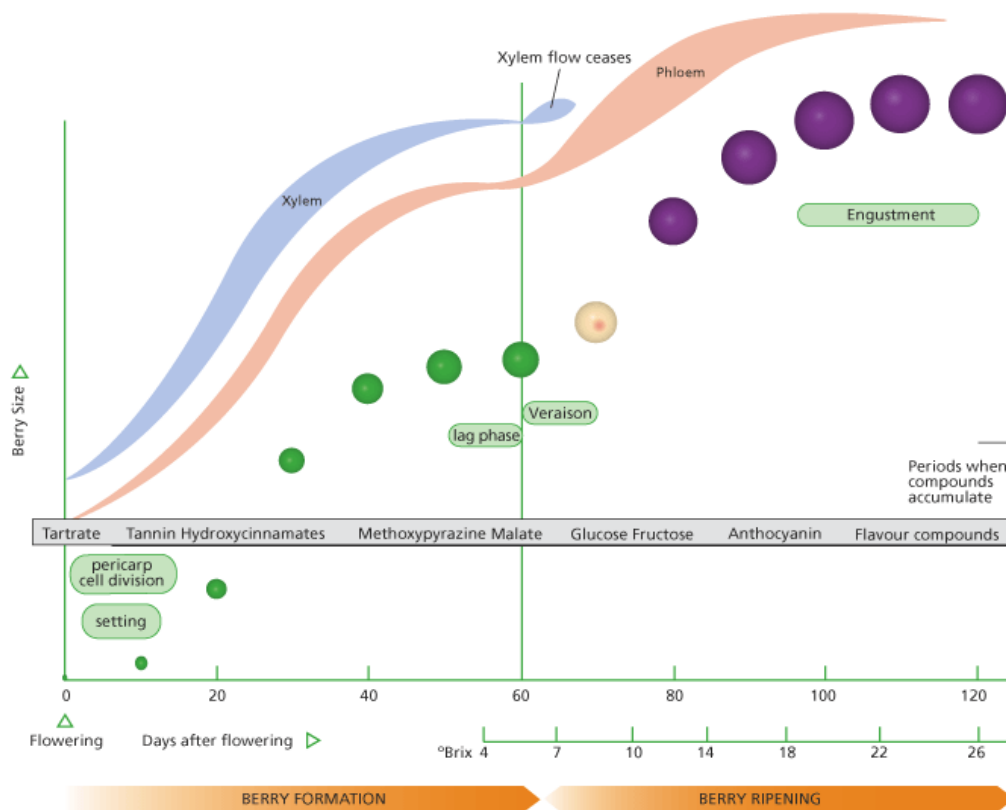 Xylem flow ceases
Phloem
Xylem
Engustment
Berry Size
Veraison
lag phase
Periods when
compounds
accumulate
Tartrate Tannin Hydroxycinnamates Methoxypyrazine Malate Glucose Fructose Anthocyanin Flavour compounds
pericarp
cell division
setting
0 20 40 60 80 100 120
Flowering Days after flowering
°Brix 4 7 10 14 18 22 26
BERRY FORMATION BERRY RIPENING